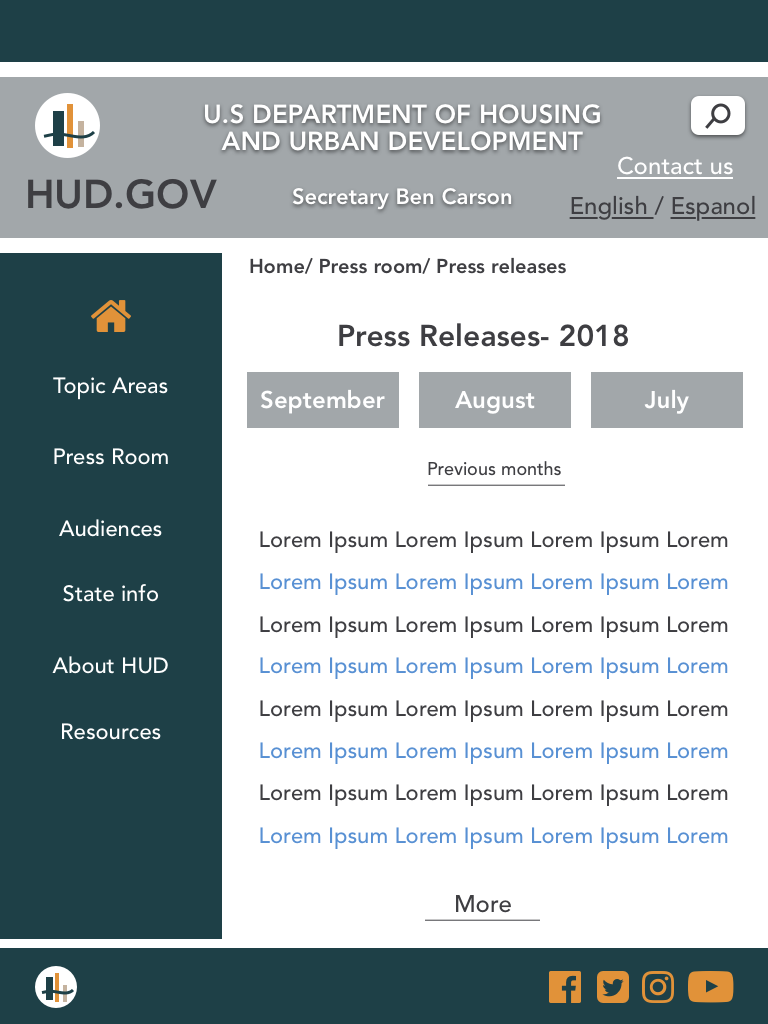 U.S DEPARTMENT OF HOUSING
AND URBAN DEVELOPMENT
HUD.GOV
Secretary Ben Carson
Contact us
English / Espanol
Home/ Press room/ Press releases
Topic Areas
Press Room
Audiences
State info
About HUD
Resources
Press Releases- 2018
September
August
July
Previous months
Lorem Ipsum Lorem Ipsum Lorem Ipsum Lorem
Lorem Ipsum Lorem Ipsum Lorem Ipsum Lorem
Lorem Ipsum Lorem Ipsum Lorem Ipsum Lorem
Lorem Ipsum Lorem Ipsum Lorem Ipsum Lorem
Lorem Ipsum Lorem Ipsum Lorem Ipsum Lorem
Lorem Ipsum Lorem Ipsum Lorem Ipsum Lorem
Lorem Ipsum Lorem Ipsum Lorem Ipsum Lorem
Lorem Ipsum Lorem Ipsum Lorem Ipsum Lorem
More